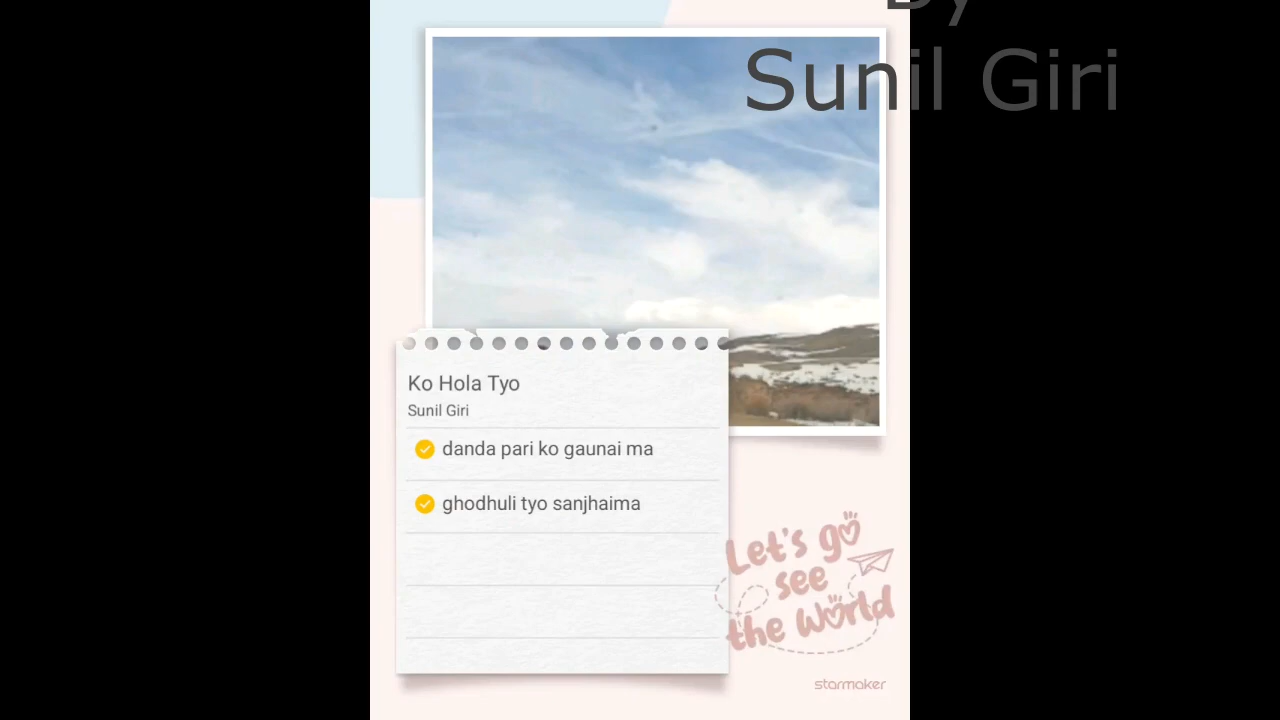 By
Sunil Giri
Ko Hola Tyo
Sunil Giri
danda pari ko gaunai ma
ghodhuli tyo sanjhaima
Let's go
see
the World
starmaker